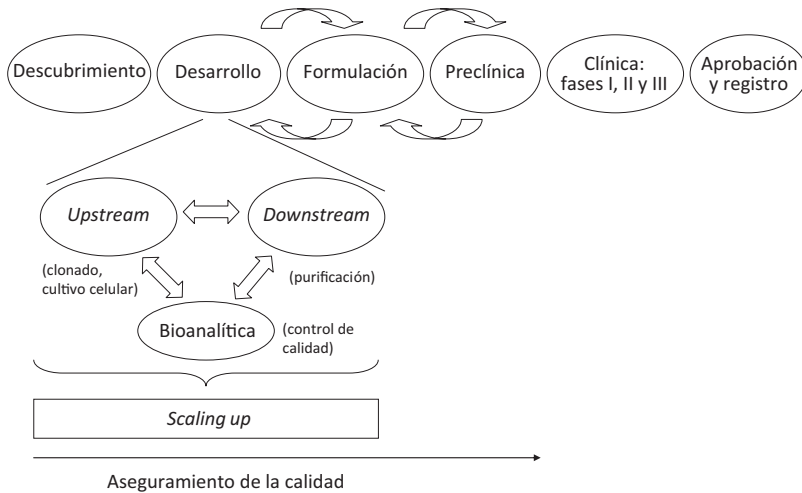 Descubrimiento
Desarrollo
Formulación
Preclínica
Clínica:
fases I, II y III
Aprobación
y registro
Upstream
Downstream
(clonado,
cultivo celular)
(purificación)
Bioanalítica
(control de
calidad)
Scaling up
Aseguramiento de la calidad